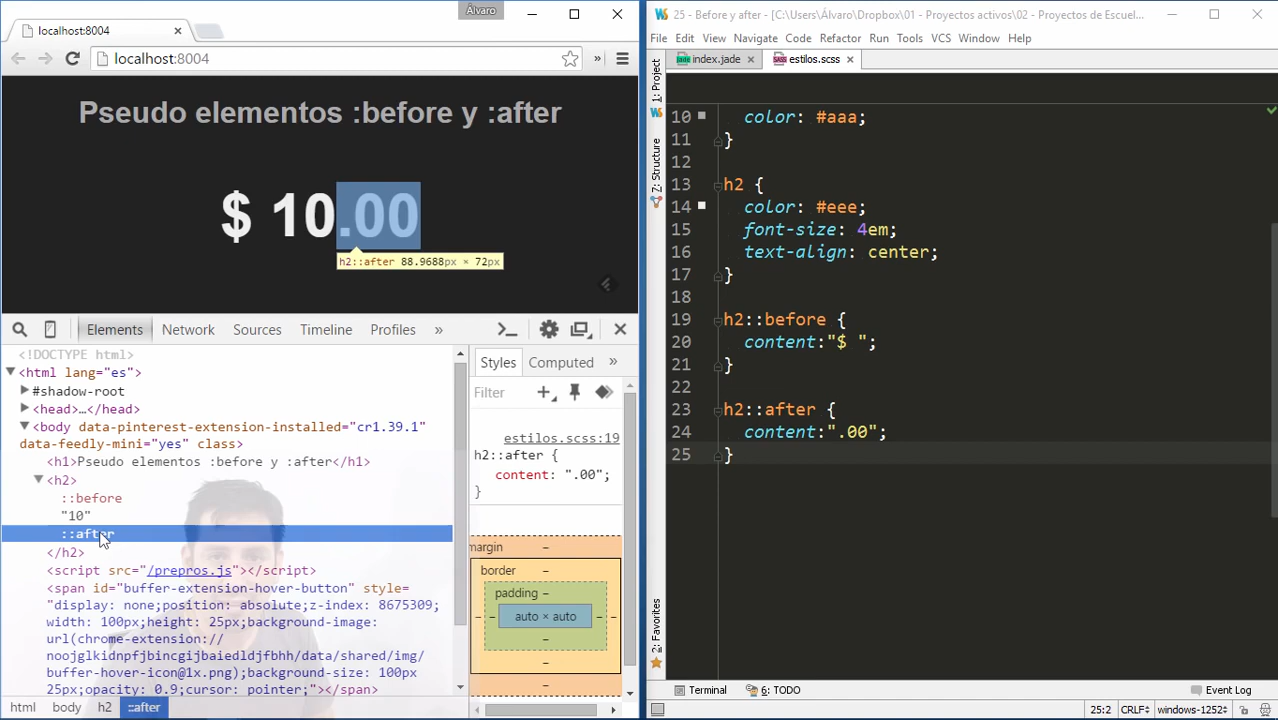 Álvaro
localhost:8004
localhost:8004
»
Pseudo elementos :before y :after
$ 10.00
h2::after 88.9688px × 72px
Elements Network Sources Timeline Profiles »
<!DOCTYPE html>
<html lang="es">
#shadow-root
<head>…</head>
<body data-pinterest-extension-installed="cr1.39.1"
data-feedly-mini="yes" class>
<h1>Pseudo elementos :before y :after</h1>
<h2>
::before
"10"
::after
</h2>
<script src="/prepros.js"></script>
<span id="buffer-extension-hover-button" style=
"display: none;position: absolute;z-index: 8675309;
width: 100px;height: 25px;background-image:
url(chrome-extension://
noojglkidnpfjbincgijbaiedldjfbhh/data/shared/img/
buffer-hover-icon@1x.png);background-size: 100px
25px;opacity: 0.9;cursor: pointer;"></span>
html body h2 ::after
Styles Computed »
Filter
estilos.scss:19
h2::after {
content: ".00";
}
margin –
border –
padding –
– – auto × auto – –
–
–
–
25 - Before y after - [C:\Users\Álvaro\Dropbox\01 - Proyectos activos\02 - Proyectos de Escuel...
File Edit View Navigate Code Refactor Run Tools VCS Window Help
index.jade
estilos.scss
1: Project
Z: Structure
2: Favorites
10 color: #aaa;
11 }
12
13 h2 {
14 color: #eee;
15 font-size: 4em;
16 text-align: center;
17 }
18
19 h2::before {
20 content:"$ ";
21 }
22
23 h2::after {
24 content:".00";
25 }
Terminal 6: TODO Event Log
25:2 CRLF÷ windows-1252÷